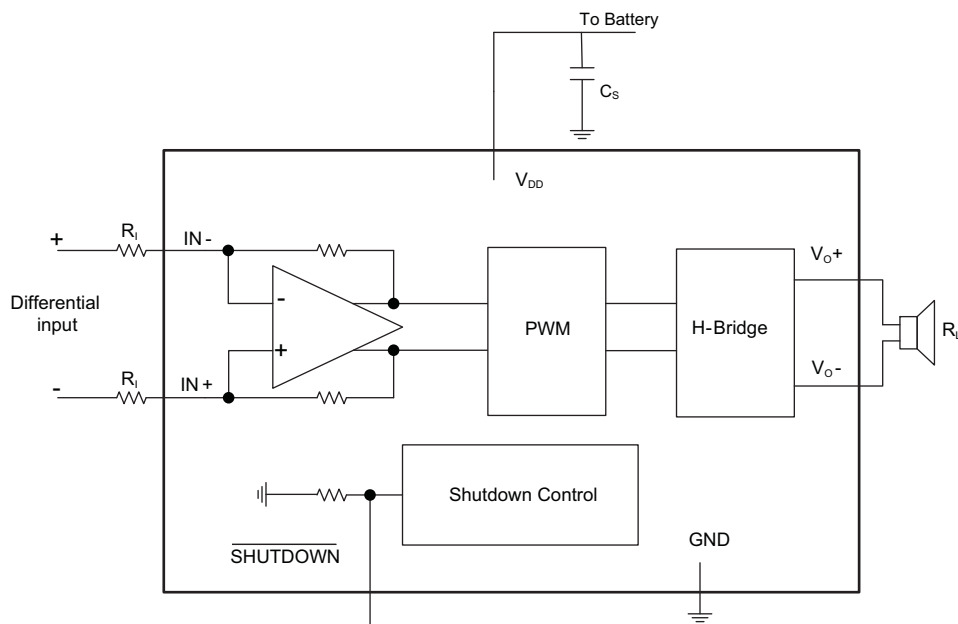 To Battery
C_S
V_DD
+
R_I
IN -
V_O+
-
Differential
input
PWM
H-Bridge
R_L
+
V_O-
-
R_I
IN +
Shutdown Control
SHUTDOWN
GND